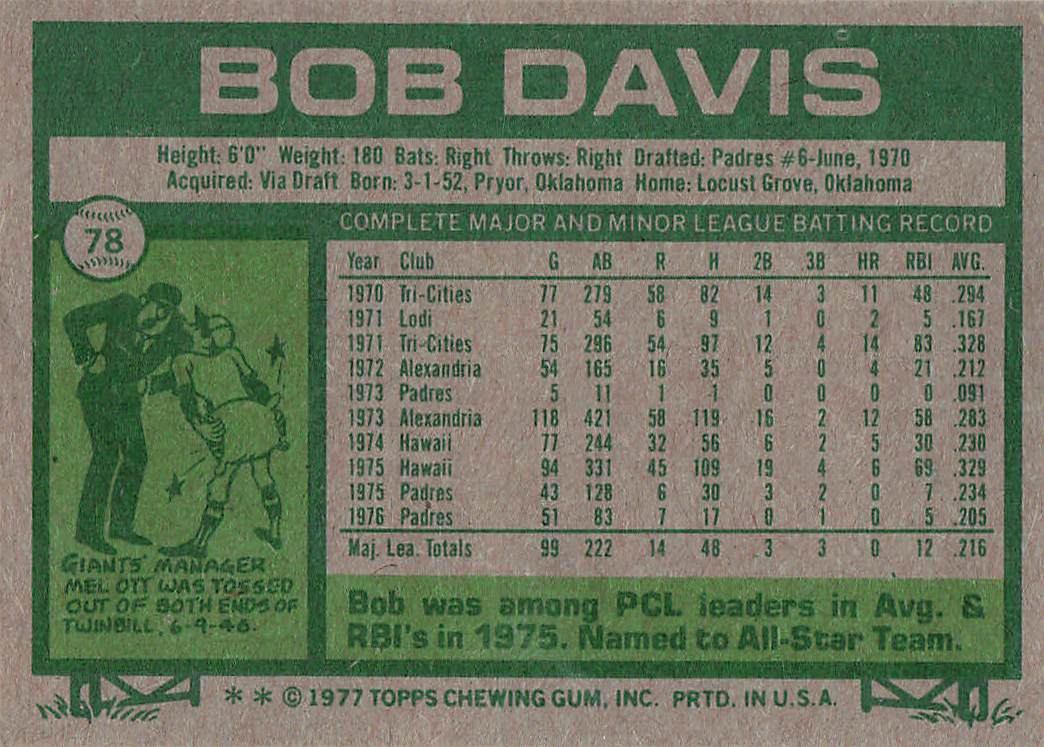 BOB DAVIS
Height: 6'0" Weight: 180 Bats: Right Throws: Right Drafted: Padres #6-June, 1970
Acquired: Via Draft Born: 3-1-52, Pryor, Oklahoma Home: Locust Grove, Oklahoma
78
COMPLETE MAJOR AND MINOR LEAGUE BATTING RECORD
Year Club G AB R H 2B 3B HR RBI AVG.
1970 Tri-Cities 77 279 58 82 14 3 11 48 .294
1971 Lodi 21 54 6 9 1 0 2 5 .167
1971 Tri-Cities 75 296 54 97 12 4 14 83 .328
1972 Alexandria 54 165 16 35 5 0 4 21 .212
1973 Padres 5 11 1 1 0 0 0 0 .091
1973 Alexandria 118 421 58 119 16 2 12 58 .283
1974 Hawaii 77 244 32 56 6 2 5 30 .230
1975 Hawaii 94 331 45 109 19 4 6 69 .329
1975 Padres 43 128 6 30 3 2 0 7 .234
1976 Padres 51 83 7 17 0 1 0 5 .205
Maj. Lea. Totals 99 222 14 48 3 3 0 12 .216
GIANTS' MANAGER
MEL OTT WAS TOSSED
OUT OF BOTH ENDS OF
TWINBILL, 6-9-46.
Bob was among PCL leaders in Avg. &
RBI's in 1975. Named to All-Star Team.
* * © 1977 TOPPS CHEWING GUM, INC. PRTD. IN U.S.A.